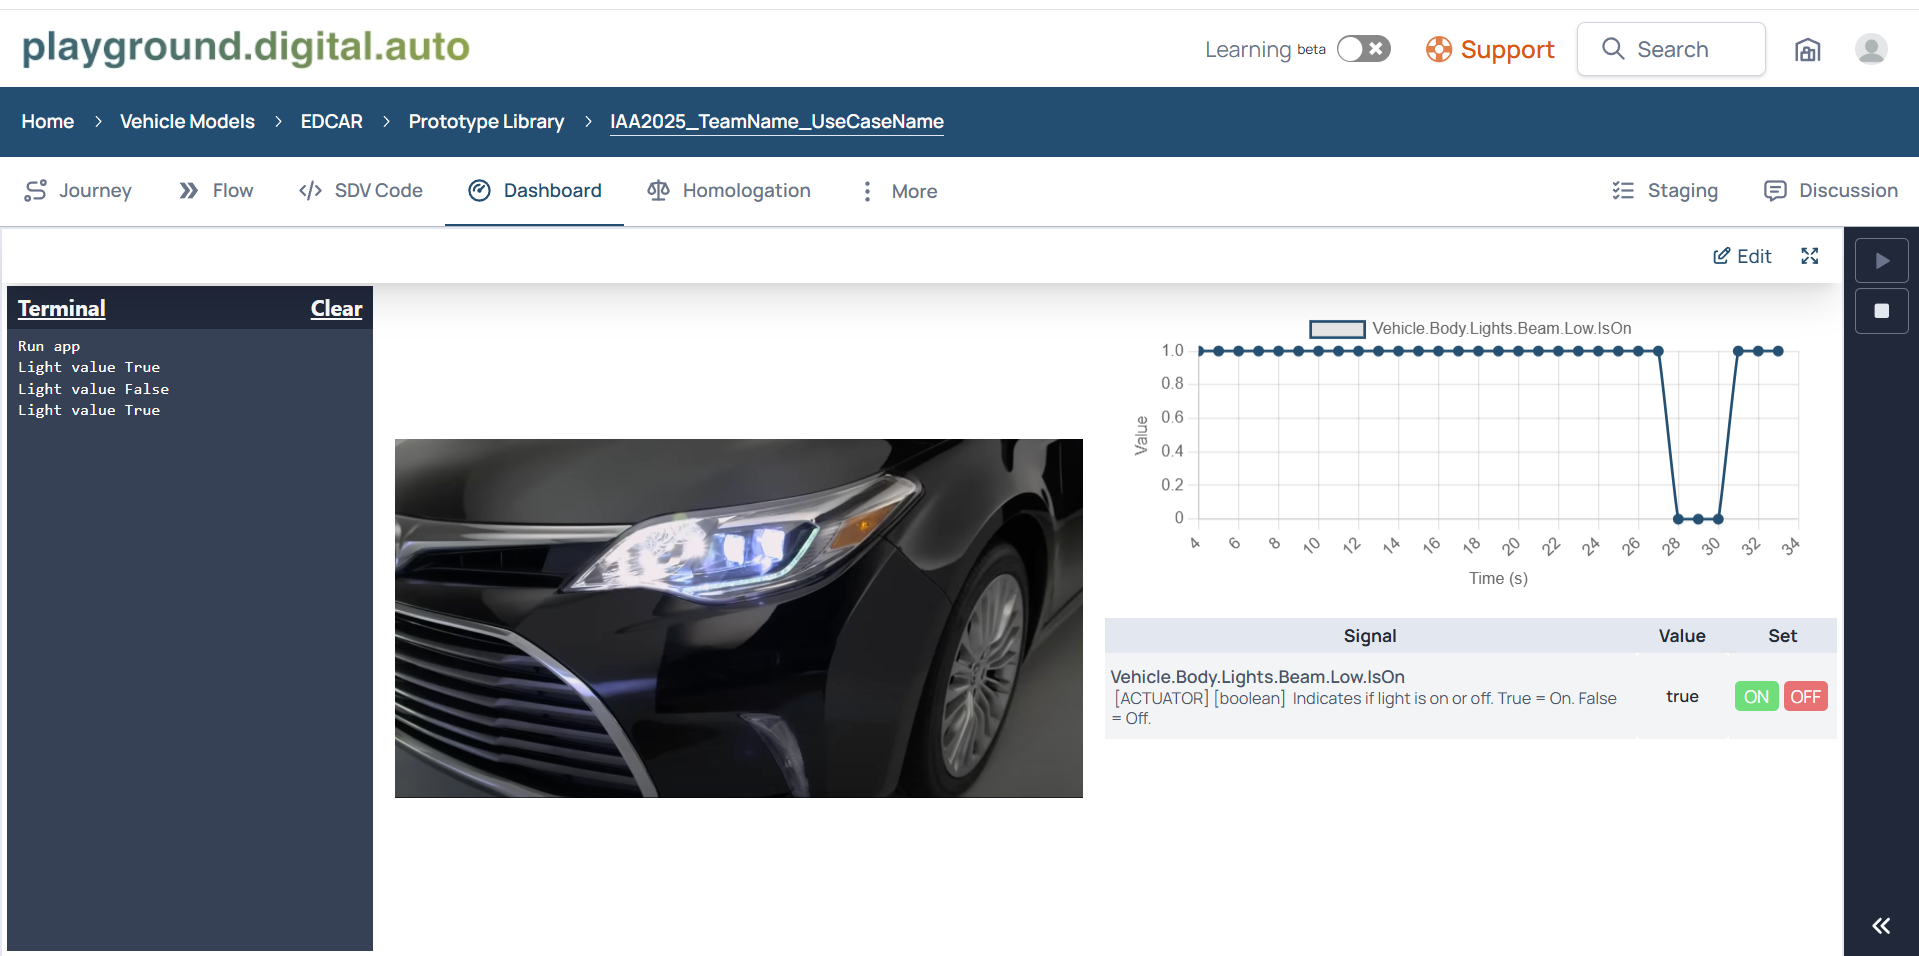 playground.digital.auto
Learning beta
Support
Search
Home > Vehicle Models > EDCAR > Prototype Library > IAA2025_TeamName_UseCaseName
Journey
Flow
</> SDV Code
Dashboard
Homologation
More
Staging
Discussion
Edit
Terminal
Clear
Run app
Light value True
Light value False
Light value True
Vehicle.Body.Lights.Beam.Low.IsOn
1.0
0.8
0.6
0.4
0.2
0
Value
4 6 8 10 12 14 16 18 20 22 24 26 28 30 32 34
Time (s)
Signal Value Set
Vehicle.Body.Lights.Beam.Low.IsOn
[ACTUATOR] [boolean] Indicates if light is on or off. True = On. False
= Off.
true
ON OFF